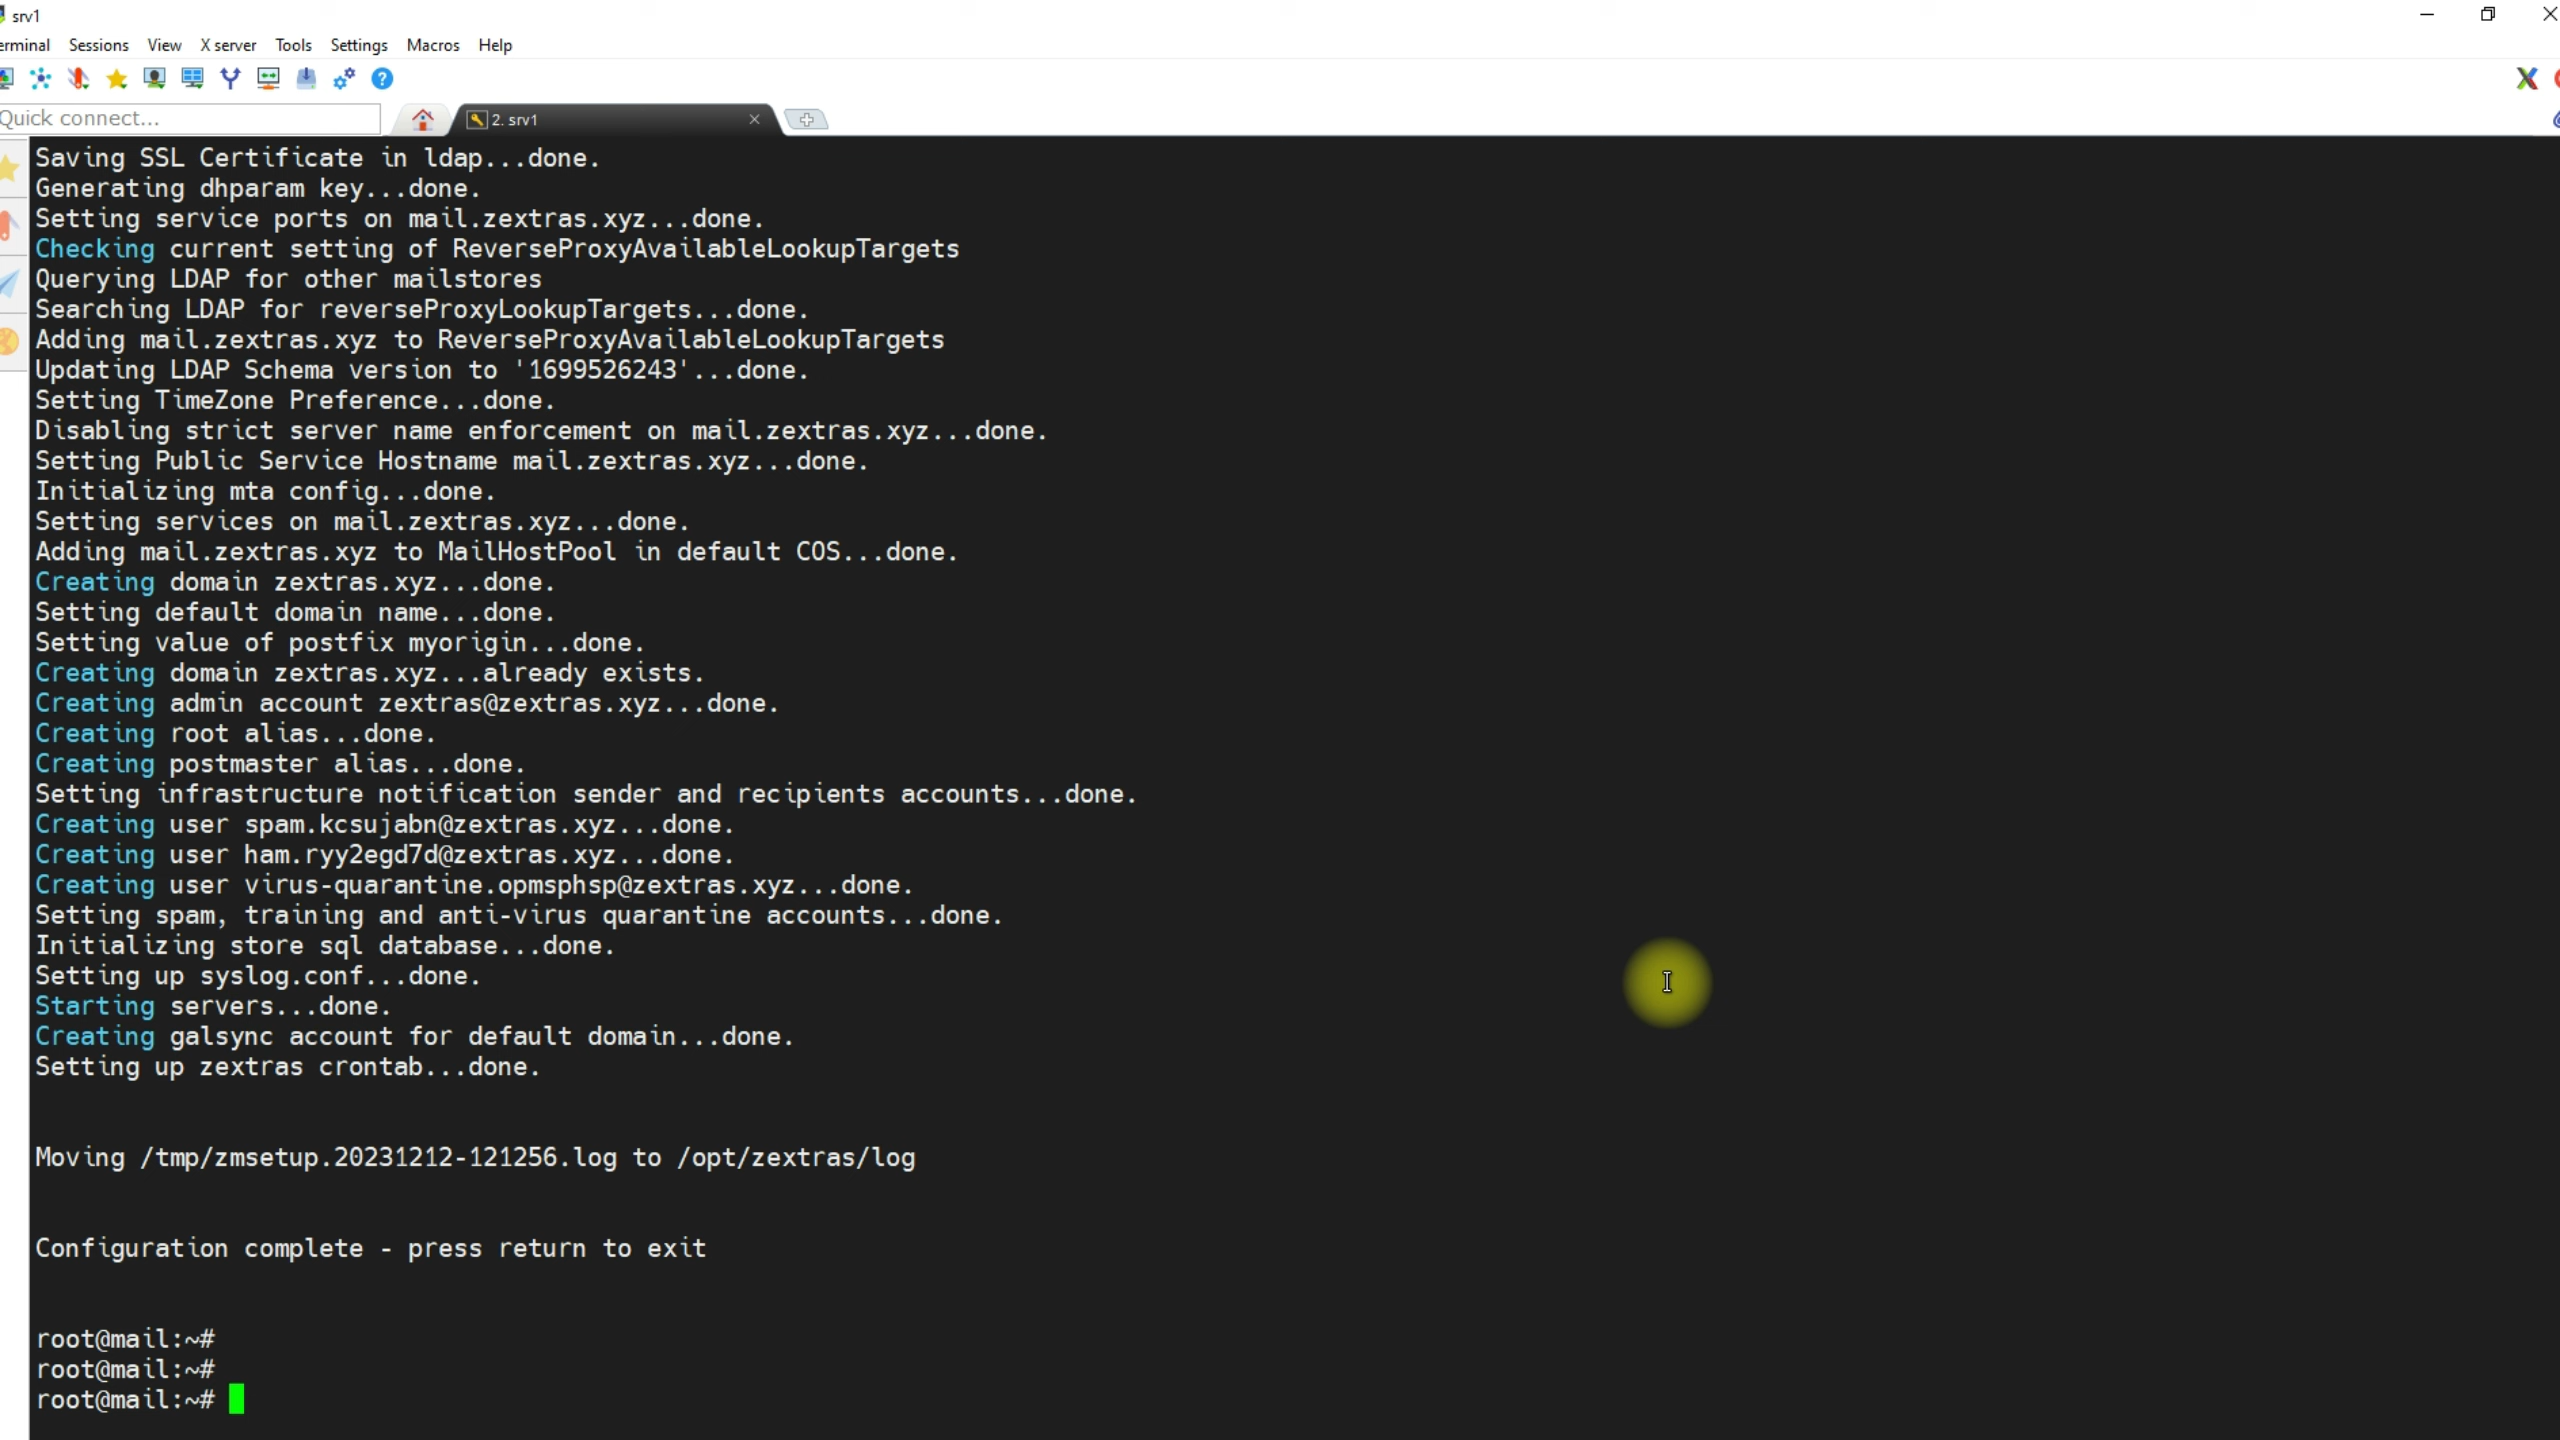 srv1
erminal Sessions View X server Tools Settings Macros Help
Quick connect...
2. srv1
Saving SSL Certificate in ldap...done.
Generating dhparam key...done.
Setting service ports on mail.zextras.xyz...done.
Checking current setting of ReverseProxyAvailableLookupTargets
Querying LDAP for other mailstores
Searching LDAP for reverseProxyLookupTargets...done.
Adding mail.zextras.xyz to ReverseProxyAvailableLookupTargets
Updating LDAP Schema version to '1699526243'...done.
Setting TimeZone Preference...done.
Disabling strict server name enforcement on mail.zextras.xyz...done.
Setting Public Service Hostname mail.zextras.xyz...done.
Initializing mta config...done.
Setting services on mail.zextras.xyz...done.
Adding mail.zextras.xyz to MailHostPool in default COS...done.
Creating domain zextras.xyz...done.
Setting default domain name...done.
Setting value of postfix myorigin...done.
Creating domain zextras.xyz...already exists.
Creating admin account zextras@zextras.xyz...done.
Creating root alias...done.
Creating postmaster alias...done.
Setting infrastructure notification sender and recipients accounts...done.
Creating user spam.kcsujabn@zextras.xyz...done.
Creating user ham.ryy2egd7d@zextras.xyz...done.
Creating user virus-quarantine.opmsphsp@zextras.xyz...done.
Setting spam, training and anti-virus quarantine accounts...done.
Initializing store sql database...done.
Setting up syslog.conf...done.
Starting servers...done.
Creating galsync account for default domain...done.
Setting up zextras crontab...done.
Moving /tmp/zmsetup.20231212-121256.log to /opt/zextras/log
Configuration complete - press return to exit
root@mail:~#
root@mail:~#
root@mail:~#